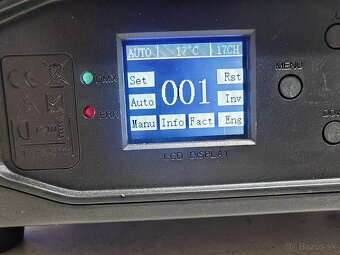 AUTO 17°C 17CH
Set 001 Rst
Auto Inv
Manu Info Fact Eng
DMX
ERR
MENU
LCD DISPLAY
bazos.sk